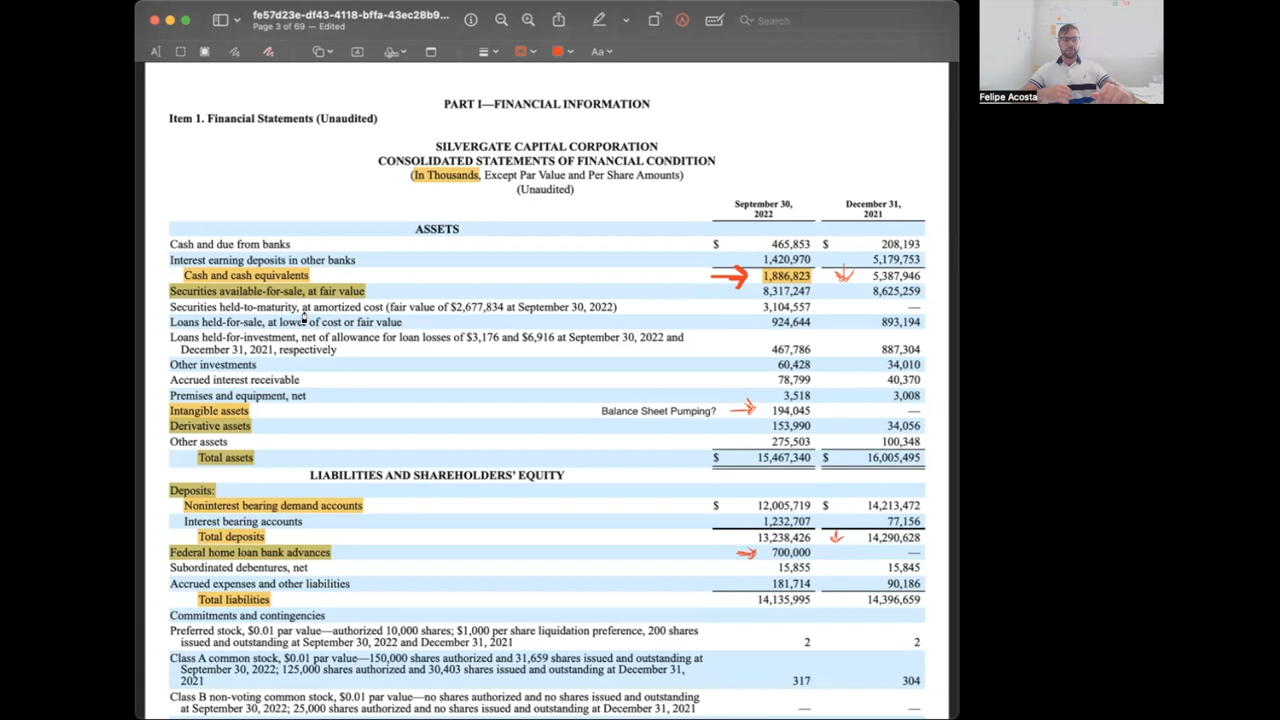 fe57d23e-df43-4118-bffa-43ec28b9...
Page 3 of 69 – Edited
Search
Aa
Felipe Acosta
PART I—FINANCIAL INFORMATION
Item 1. Financial Statements (Unaudited)
SILVERGATE CAPITAL CORPORATION
CONSOLIDATED STATEMENTS OF FINANCIAL CONDITION
(In Thousands, Except Par Value and Per Share Amounts)
(Unaudited)
September 30, 2022 December 31, 2021
ASSETS
Cash and due from banks $ 465,853 $ 208,193
Interest earning deposits in other banks 1,420,970 5,179,753
Cash and cash equivalents 1,886,823 5,387,946
Securities available-for-sale, at fair value 8,317,247 8,625,259
Securities held-to-maturity, at amortized cost (fair value of $2,677,834 at September 30, 2022) 3,104,557 —
Loans held-for-sale, at lower of cost or fair value 924,644 893,194
Loans held-for-investment, net of allowance for loan losses of $3,176 and $6,916 at September 30, 2022 and
December 31, 2021, respectively 467,786 887,304
Other investments 60,428 34,010
Accrued interest receivable 78,799 40,370
Premises and equipment, net 3,518 3,008
Intangible assets Balance Sheet Pumping? 194,045 —
Derivative assets 153,990 34,056
Other assets 275,503 100,348
Total assets $ 15,467,340 $ 16,005,495
LIABILITIES AND SHAREHOLDERS' EQUITY
Deposits:
Noninterest bearing demand accounts $ 12,005,719 $ 14,213,472
Interest bearing accounts 1,232,707 77,156
Total deposits 13,238,426 14,290,628
Federal home loan bank advances 700,000 —
Subordinated debentures, net 15,855 15,845
Accrued expenses and other liabilities 181,714 90,186
Total liabilities 14,135,995 14,396,659
Commitments and contingencies
Preferred stock, $0.01 par value—authorized 10,000 shares; $1,000 per share liquidation preference, 200 shares
issued and outstanding at September 30, 2022 and December 31, 2021 2 2
Class A common stock, $0.01 par value—150,000 shares authorized and 31,659 shares issued and outstanding at
September 30, 2022; 125,000 shares authorized and 30,403 shares issued and outstanding at December 31,
2021 317 304
Class B non-voting common stock, $0.01 par value—no shares authorized and no shares issued and outstanding
at September 30, 2022; 25,000 shares authorized and no shares issued and outstanding at December 31, 2021 — —